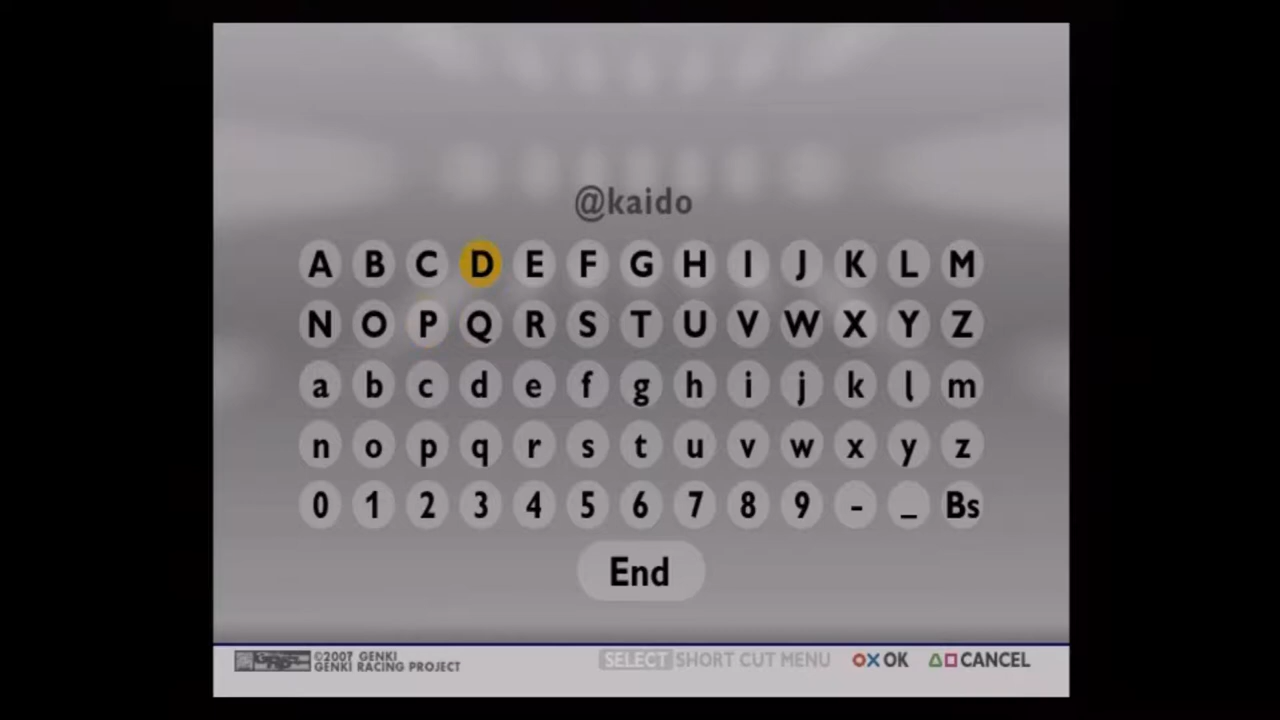 @kaido
A B C D E F G H I J K L M
N O P Q R S T U V W X Y Z
a b c d e f g h i j k l m
n o p q r s t u v w x y z
0 1 2 3 4 5 6 7 8 9 - _ Bs
End
©2007 GENKI
GENKI RACING PROJECT
SELECT SHORT CUT MENU OK CANCEL